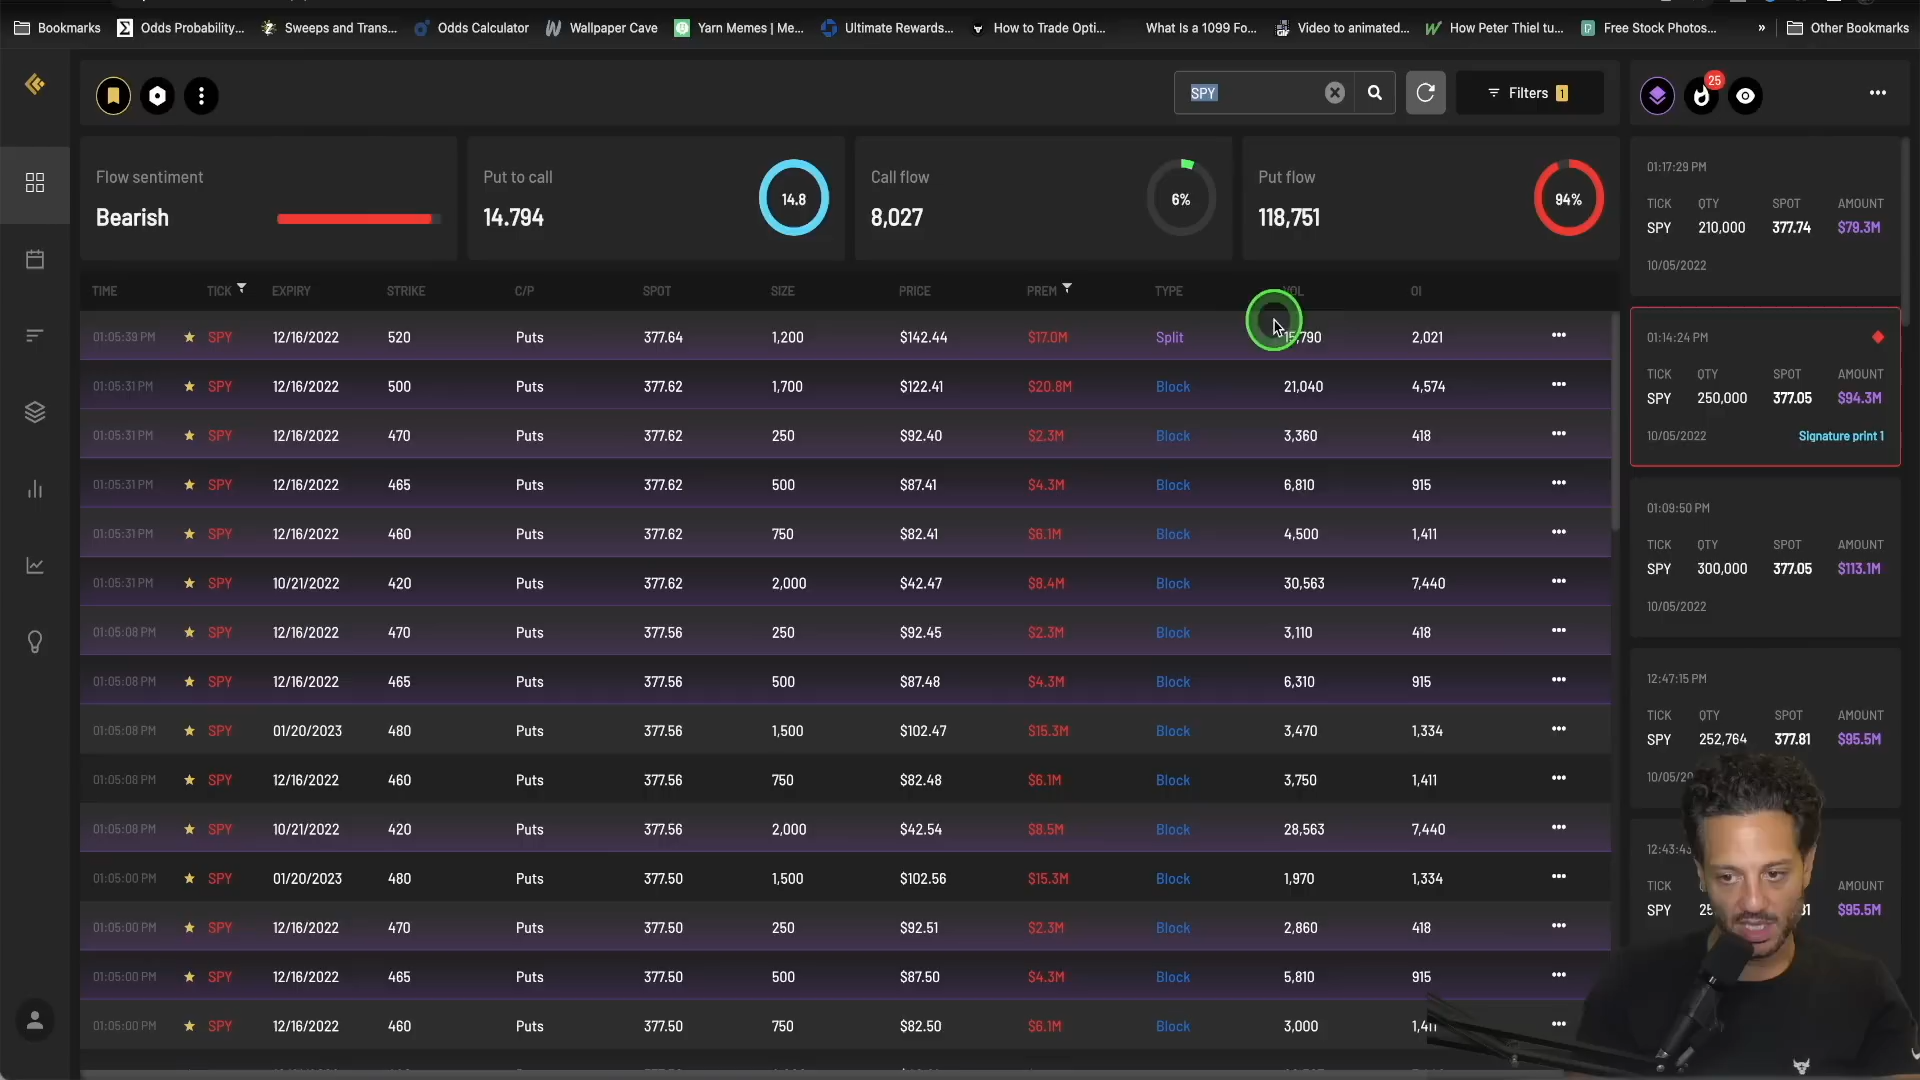 Bookmarks Odds Probability... Sweeps and Trans... Odds Calculator Wallpaper Cave Yarn Memes | Me... Ultimate Rewards... How to Trade Opti... What Is a 1099 Fo... Video to animated... How Peter Thiel tu... Free Stock Photos... » Other Bookmarks
SPY Filters 1 25
Flow sentiment
Bearish
Put to call
14.794
14.8
Call flow
8,027
6%
Put flow
118,751
94%
TIME TICK EXPIRY STRIKE C/P SPOT SIZE PRICE PREM TYPE VOL OI
01:05:39 PM SPY 12/16/2022 520 Puts 377.64 1,200 $142.44 $17.0M Split 15,790 2,021
01:05:31 PM SPY 12/16/2022 500 Puts 377.62 1,700 $122.41 $20.8M Block 21,040 4,574
01:05:31 PM SPY 12/16/2022 470 Puts 377.62 250 $92.40 $2.3M Block 3,360 418
01:05:31 PM SPY 12/16/2022 465 Puts 377.62 500 $87.41 $4.3M Block 6,810 915
01:05:31 PM SPY 12/16/2022 460 Puts 377.62 750 $82.41 $6.1M Block 4,500 1,411
01:05:31 PM SPY 10/21/2022 420 Puts 377.62 2,000 $42.47 $8.4M Block 30,563 7,440
01:05:08 PM SPY 12/16/2022 470 Puts 377.56 250 $92.45 $2.3M Block 3,110 418
01:05:08 PM SPY 12/16/2022 465 Puts 377.56 500 $87.48 $4.3M Block 6,310 915
01:05:08 PM SPY 01/20/2023 480 Puts 377.56 1,500 $102.47 $15.3M Block 3,470 1,334
01:05:08 PM SPY 12/16/2022 460 Puts 377.56 750 $82.48 $6.1M Block 3,750 1,411
01:05:08 PM SPY 10/21/2022 420 Puts 377.56 2,000 $42.54 $8.5M Block 28,563 7,440
01:05:00 PM SPY 01/20/2023 480 Puts 377.50 1,500 $102.56 $15.3M Block 1,970 1,334
01:05:00 PM SPY 12/16/2022 470 Puts 377.50 250 $92.51 $2.3M Block 2,860 418
01:05:00 PM SPY 12/16/2022 465 Puts 377.50 500 $87.50 $4.3M Block 5,810 915
01:05:00 PM SPY 12/16/2022 460 Puts 377.50 750 $82.50 $6.1M Block 3,000 1,411
01:17:29 PM
TICK QTY SPOT AMOUNT
SPY 210,000 377.74 $79.3M
10/05/2022
01:14:24 PM
TICK QTY SPOT AMOUNT
SPY 250,000 377.05 $94.3M
10/05/2022 Signature print 1
01:09:50 PM
TICK QTY SPOT AMOUNT
SPY 300,000 377.05 $113.1M
10/05/2022
12:47:15 PM
TICK QTY SPOT AMOUNT
SPY 252,764 377.81 $95.5M
10/05/20
12:43:43
TICK AMOUNT
SPY $95.5M